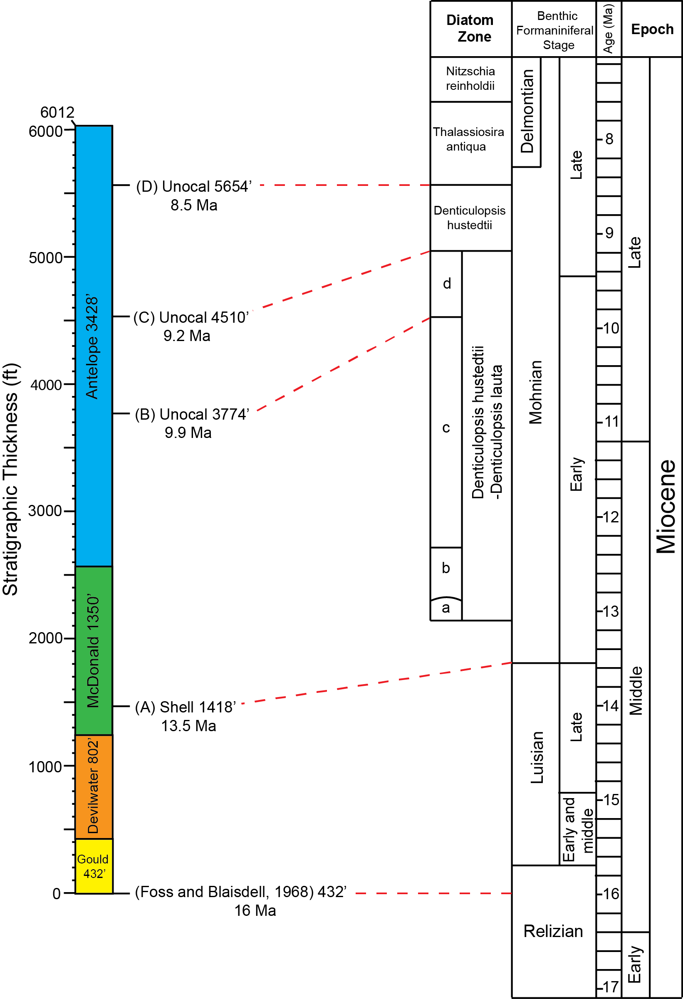 Stratigraphic Thickness (ft)
6012
6000
5000
4000
3000
2000
1000
0
Antelope 3428’
McDonald 1350’
Devilwater 802’
Gould
432’
(D) Unocal 5654’
8.5 Ma
(C) Unocal 4510’
9.2 Ma
(B) Unocal 3774’
9.9 Ma
(A) Shell 1418’
13.5 Ma
(Foss and Blaisdell, 1968) 432’
16 Ma
Diatom
Zone
Nitzschia
reinholdii
Thalassiosira
antiqua
Denticulopsis
hustedtii
d
c
b
a
Denticulopsis hustedtii
-Denticulopsis lauta
Benthic
Formaniniferal
Stage
Delmontian
Mohnian
Luisian
Relizian
Late
Early
Late
Early and
middle
Age (Ma)
8
9
10
11
12
13
14
15
16
17
Epoch
Late
Middle
Early
Miocene